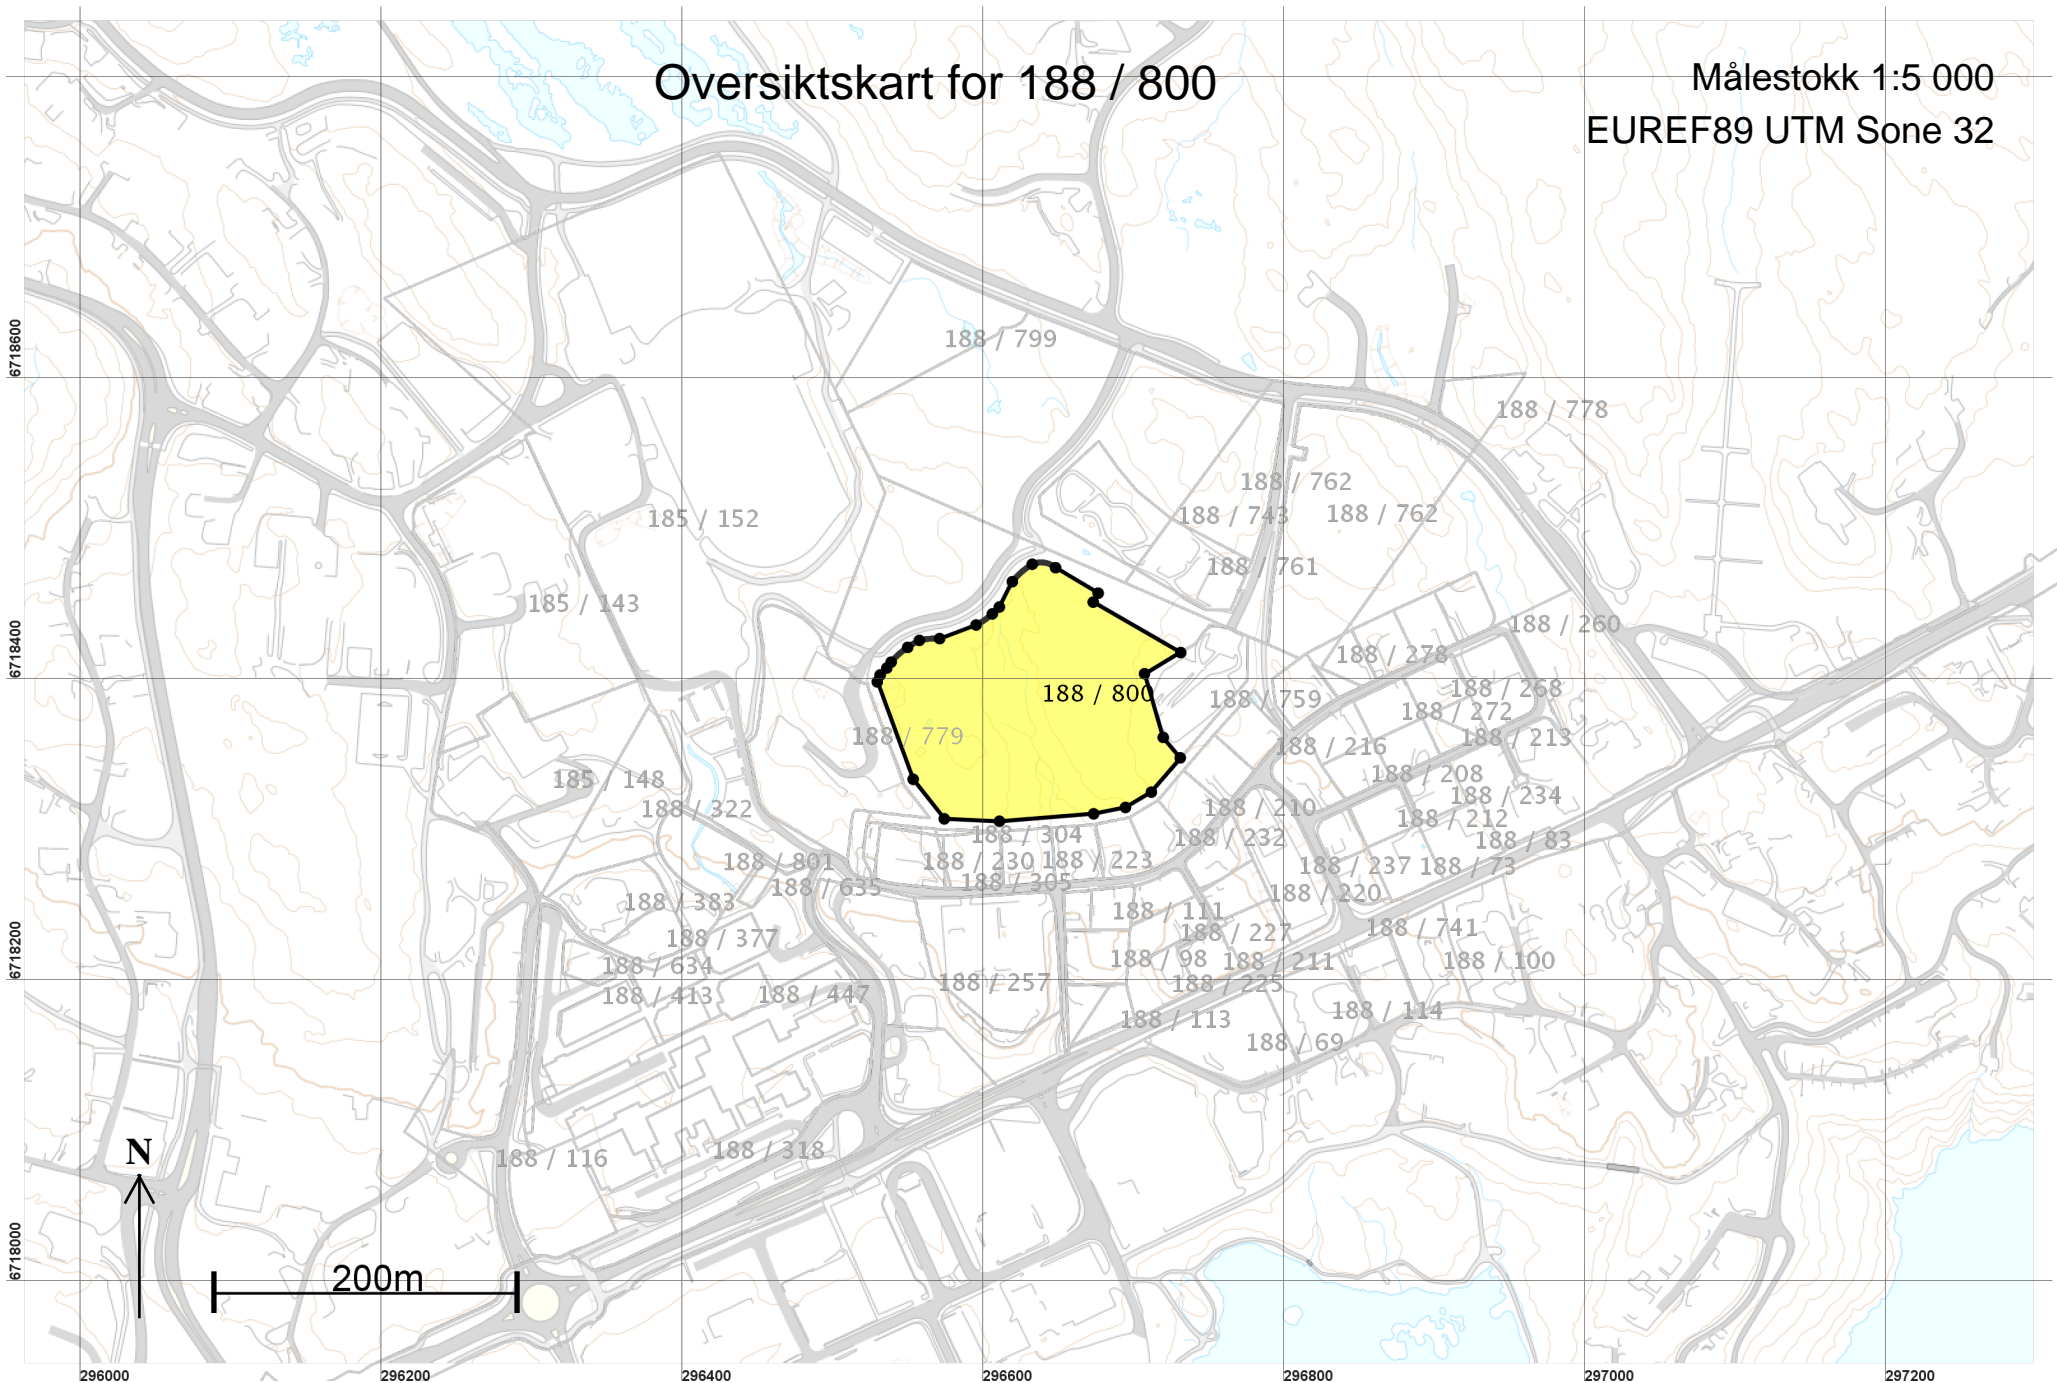 Oversiktskart for 188 / 800
Målestokk 1:5 000
EUREF89 UTM Sone 32
6718600
188 / 799
188 / 778
188 / 762
188 / 743
188 / 762
185 / 152
188 / 761
185 / 143
188 / 260
6718400
188 / 278
188 / 268
188 / 800
188 / 759
188 / 272
188 / 779
188 / 213
188 / 216
185 / 148
188 / 208
188 / 322
188 / 210
188 / 234
188 / 212
188 / 304
188 / 232
188 / 83
188 / 801
188 / 230
188 / 223
188 / 237
188 / 73
188 / 635
188 / 305
188 / 220
188 / 383
188 / 111
188 / 741
188 / 377
188 / 227
188 / 634
188 / 98
188 / 211
188 / 100
6718200
188 / 257
188 / 225
188 / 413
188 / 447
188 / 113
188 / 114
188 / 69
N
188 / 116
188 / 318
6718000
200m
296000
296200
296400
296600
296800
297000
297200